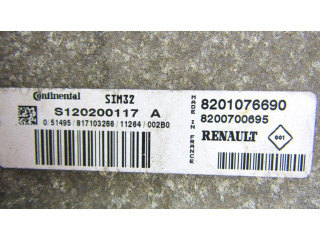 Continental SIM32
S120200117 A
0/51495/817103286/11264/002B0
MADE IN FRANCE
8201076690
8200700695
RENAULT
001